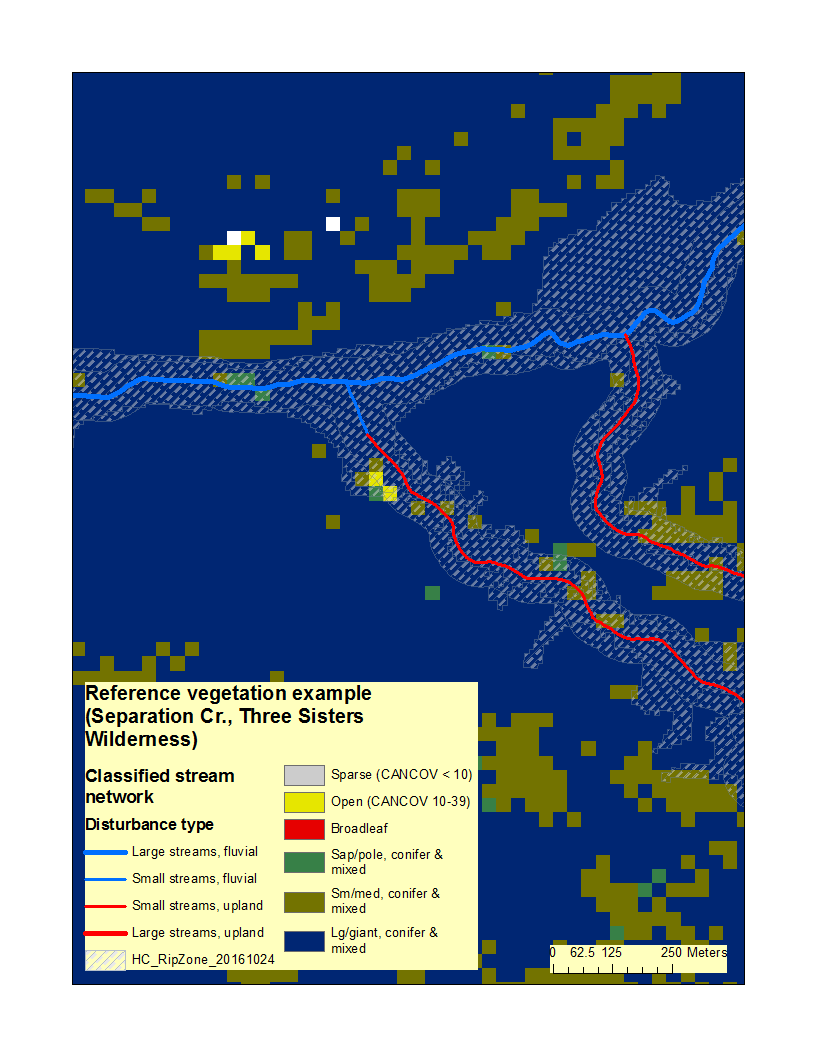 Reference vegetation example
(Separation Cr., Three Sisters
Wilderness)
Classified stream
network
Disturbance type
Large streams, fluvial
Small streams, fluvial
Small streams, upland
Large streams, upland
HC_RipZone_20161024
Sparse (CANCOV < 10)
Open (CANCOV 10-39)
Broadleaf
Sap/pole, conifer &
mixed
Sm/med, conifer &
mixed
Lg/giant, conifer &
mixed
0 62.5 125 250 Meters